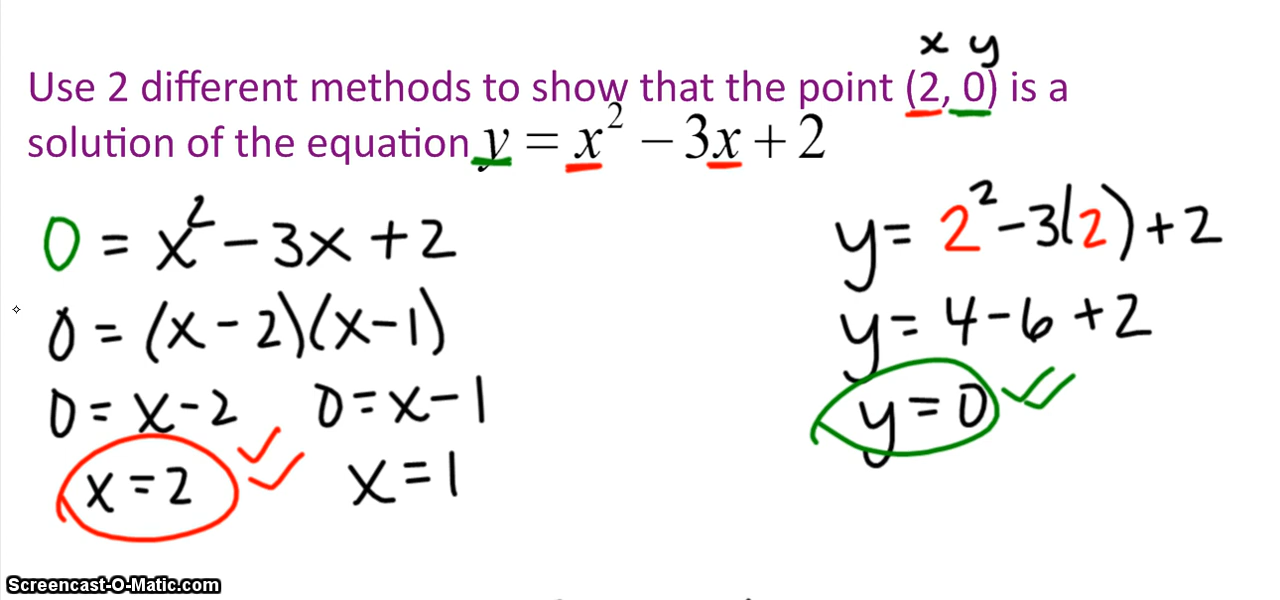 x y
Use 2 different methods to show that the point (2, 0) is a
solution of the equation y = x² − 3x + 2
0 = x² − 3x + 2
0 = (x − 2)(x − 1)
0 = x − 2 0 = x − 1
x = 2 x = 1
y = 2² − 3(2) + 2
y = 4 − 6 + 2
y = 0
Screencast-O-Matic.com